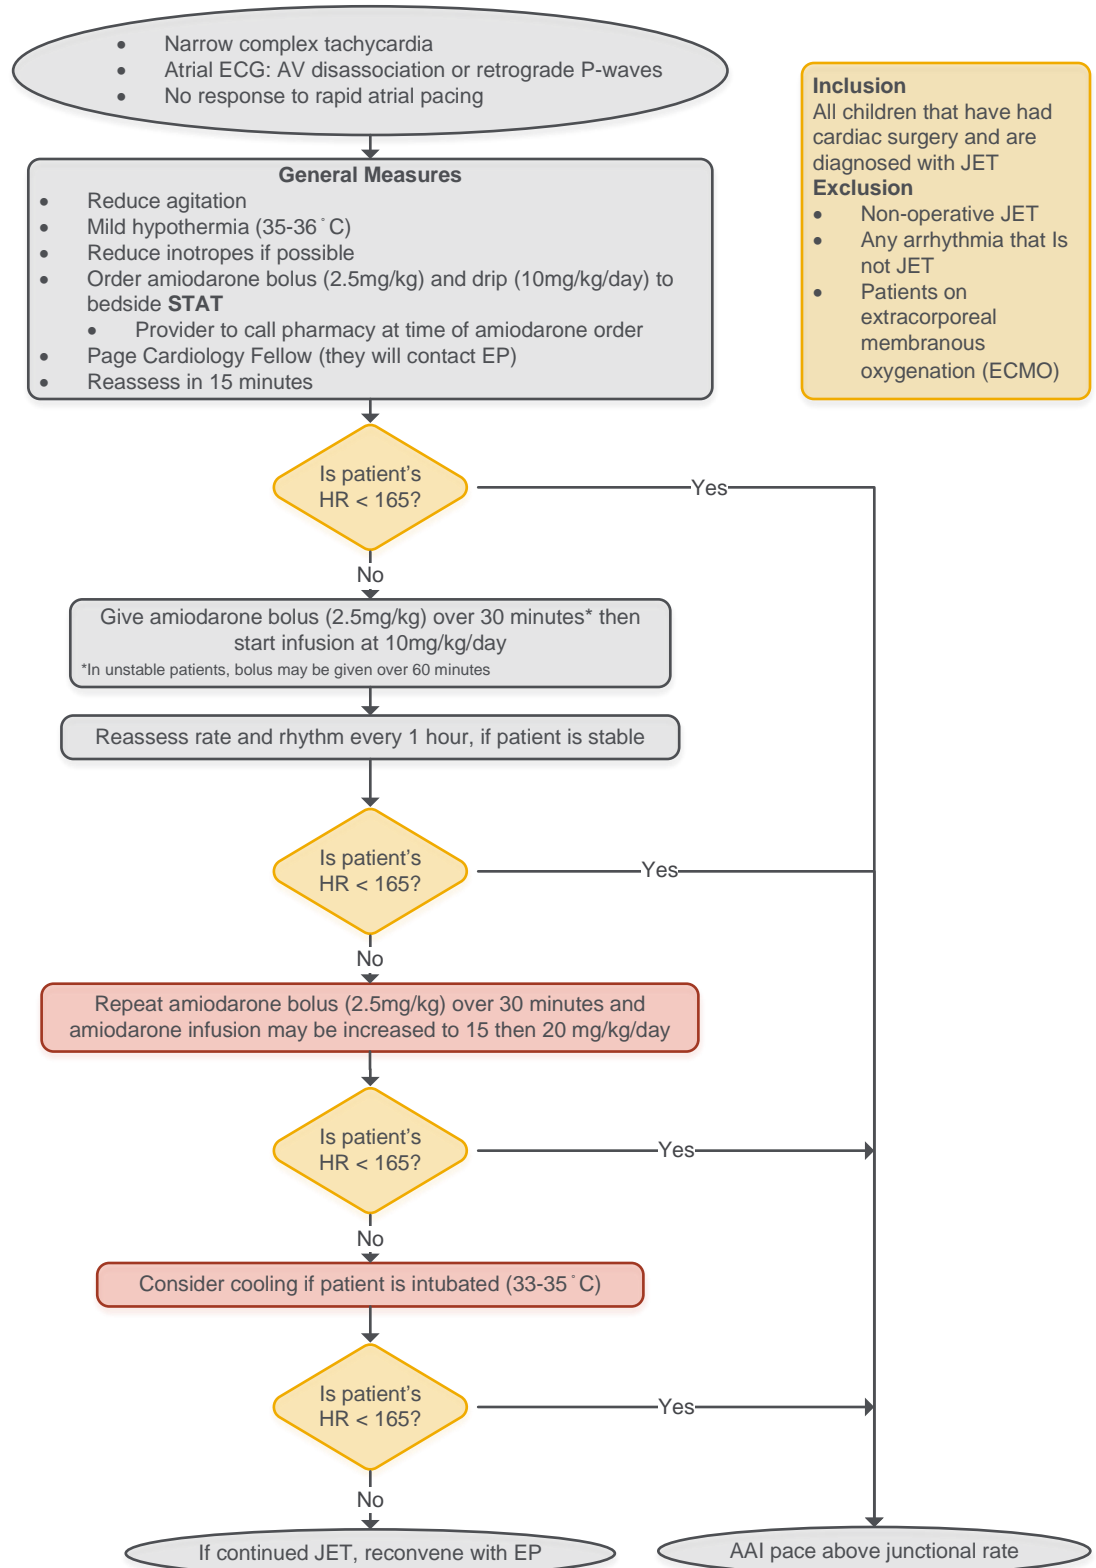 • Narrow complex tachycardia
• Atrial ECG: AV disassociation or retrograde P-waves
• No response to rapid atrial pacing
Inclusion
All children that have had
cardiac surgery and are
diagnosed with JET
Exclusion
• Non-operative JET
• Any arrhythmia that Is
not JET
• Patients on
extracorporeal
membranous
oxygenation (ECMO)
General Measures
• Reduce agitation
• Mild hypothermia (35-36˚C)
• Reduce inotropes if possible
• Order amiodarone bolus (2.5mg/kg) and drip (10mg/kg/day) to
bedside STAT
• Provider to call pharmacy at time of amiodarone order
• Page Cardiology Fellow (they will contact EP)
• Reassess in 15 minutes
Is patient's
HR < 165?
Yes
No
Give amiodarone bolus (2.5mg/kg) over 30 minutes* then
start infusion at 10mg/kg/day
*In unstable patients, bolus may be given over 60 minutes
Reassess rate and rhythm every 1 hour, if patient is stable
Is patient's
HR < 165?
Yes
No
Repeat amiodarone bolus (2.5mg/kg) over 30 minutes and
amiodarone infusion may be increased to 15 then 20 mg/kg/day
Is patient's
HR < 165?
Yes
No
Consider cooling if patient is intubated (33-35˚C)
Is patient's
HR < 165?
Yes
No
If continued JET, reconvene with EP
AAI pace above junctional rate